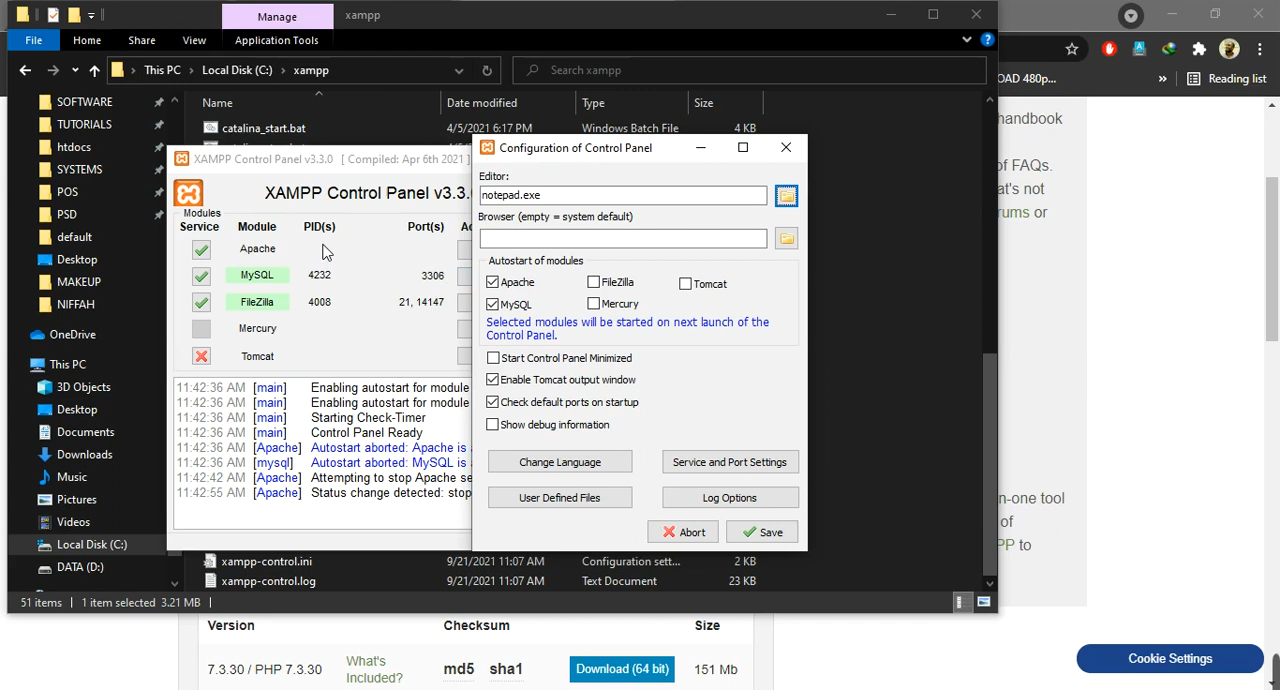 Manage
xampp
File
Home
Share
View
Application Tools
This PC
Local Disk (C:)
xampp
Search xampp
OAD 480p...
»
Reading list
SOFTWARE
TUTORIALS
htdocs
SYSTEMS
POS
PSD
default
Desktop
MAKEUP
NIFFAH
OneDrive
This PC
3D Objects
Desktop
Documents
Downloads
Music
Pictures
Videos
Local Disk (C:)
DATA (D:)
Name
Date modified
Type
Size
catalina_start.bat
4/5/2021 6:17 PM
Windows Batch File
4 KB
XAMPP Control Panel v3.3.0 [ Compiled: Apr 6th 2021 ]
XAMPP Control Panel v3.3.
Modules
Service
Module
PID(s)
Port(s)
Apache
MySQL
4232
3306
FileZilla
4008
21, 14147
Mercury
Tomcat
11:42:36 AM [main] Enabling autostart for module
11:42:36 AM [main] Enabling autostart for module
11:42:36 AM [main] Starting Check-Timer
11:42:36 AM [main] Control Panel Ready
11:42:36 AM [Apache] Autostart aborted: Apache is
11:42:36 AM [mysql] Autostart aborted: MySQL is
11:42:42 AM [Apache] Attempting to stop Apache se
11:42:55 AM [Apache] Status change detected: stop
Configuration of Control Panel
Editor:
notepad.exe
Browser (empty = system default)
Autostart of modules
Apache
FileZilla
Tomcat
MySQL
Mercury
Selected modules will be started on next launch of the
Control Panel.
Start Control Panel Minimized
Enable Tomcat output window
Check default ports on startup
Show debug information
Change Language
Service and Port Settings
User Defined Files
Log Options
Abort
Save
xampp-control.ini
9/21/2021 11:07 AM
Configuration sett...
2 KB
xampp-control.log
9/21/2021 11:07 AM
Text Document
23 KB
51 items
1 item selected 3.21 MB
handbook
of FAQs.
at's not
rums or
n-one tool
of
PP to
Version
Checksum
Size
7.3.30 / PHP 7.3.30
What's
Included?
md5
sha1
Download (64 bit)
151 Mb
Cookie Settings